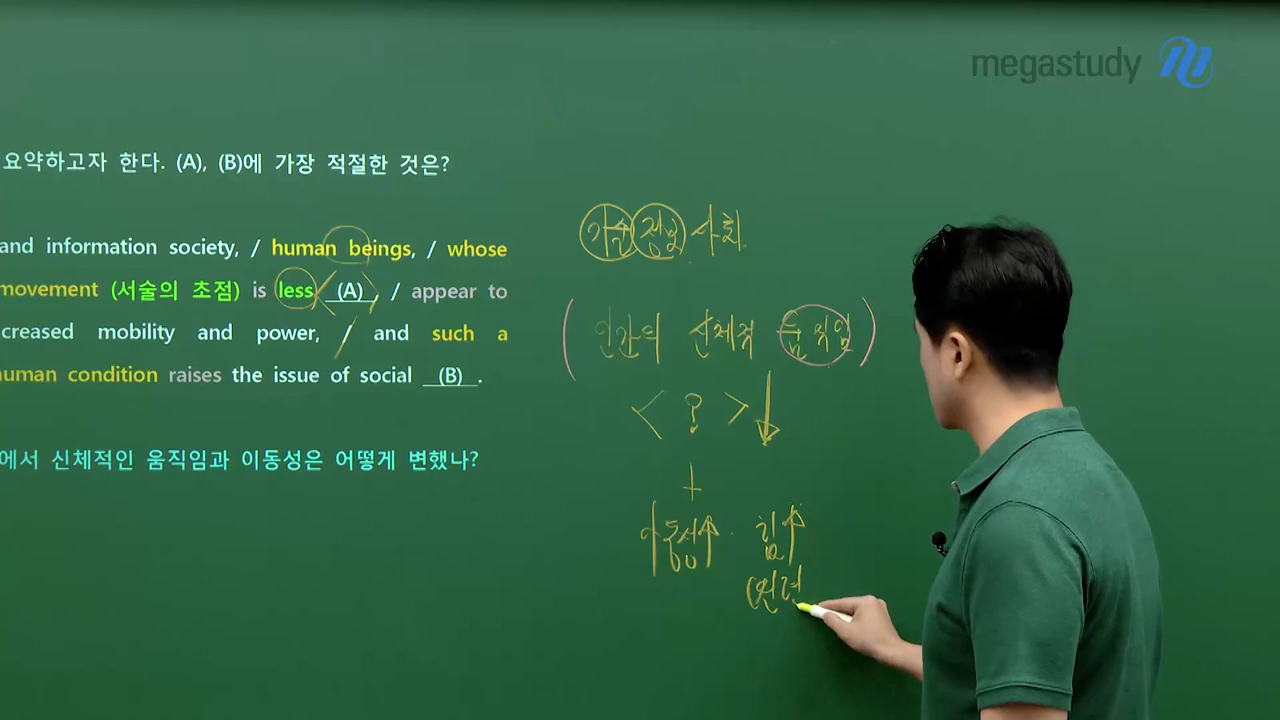 megastudy
요약하고자 한다. (A), (B)에 가장 적절한 것은?
and information society, / human beings, / whose
movement (서술의 초점) is less (A) , / appear to
creased mobility and power, / and such a
uman condition raises the issue of social (B) .
에서 신체적인 움직임과 이동성은 어떻게 변했나?
기술 정보 사회
(인간의 신체적 움직임)
< ? > ↓
+
이동성↑ 힘↑
(권력